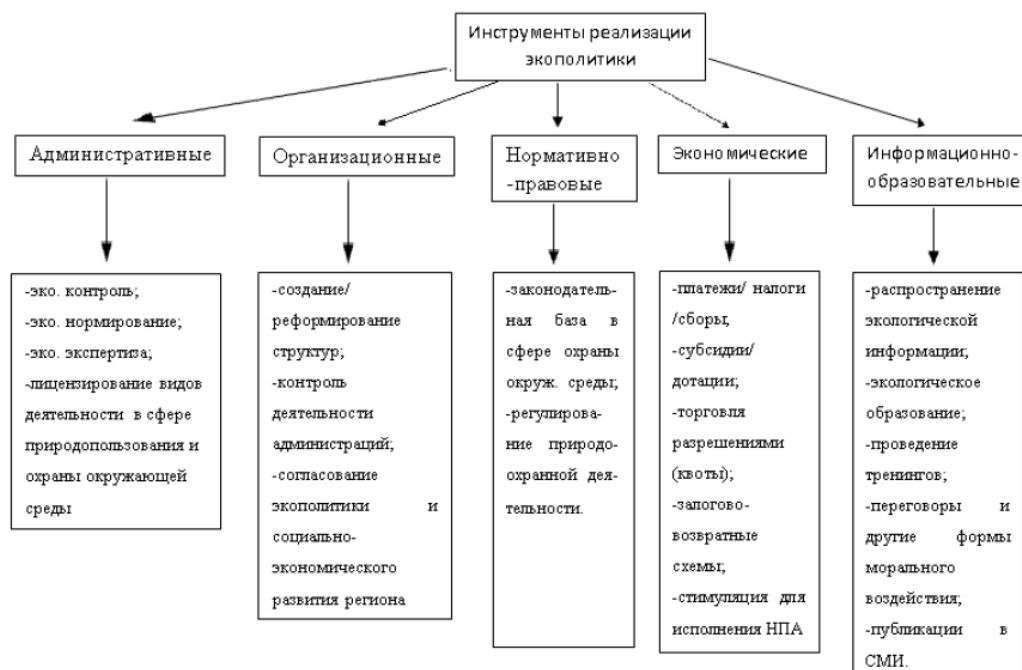 Инструменты реализации
экополитики
Административные
Организационные
Нормативно
-правовые
Экономические
Информационно-
образовательные
-эко. контроль;
-эко. нормирование;
-эко. экспертиза;
-лицензирование видов
деятельности в сфере
природопользования и
охраны окружающей
среды
-создание/
реформирование
структур;
-контроль
деятельности
администраций;
-согласование
экополитики и
социально-
экономического
развития региона
-законодатель-
ная база в
сфере охраны
окруж. среды;
-регулирова-
ние природо-
охранной дея-
тельности.
-платежи/ налоги
/сборы;
-субсидии/
дотации;
-торговля
разрешениями
(квоты);
-залогово-
возвратные
схемы;
-стимуляция для
исполнения НПА
-распространение
экологической
информации;
-экологическое
образование;
-проведение
тренингов;
-переговоры и
другие формы
морального
воздействия;
-публикации в
СМИ.